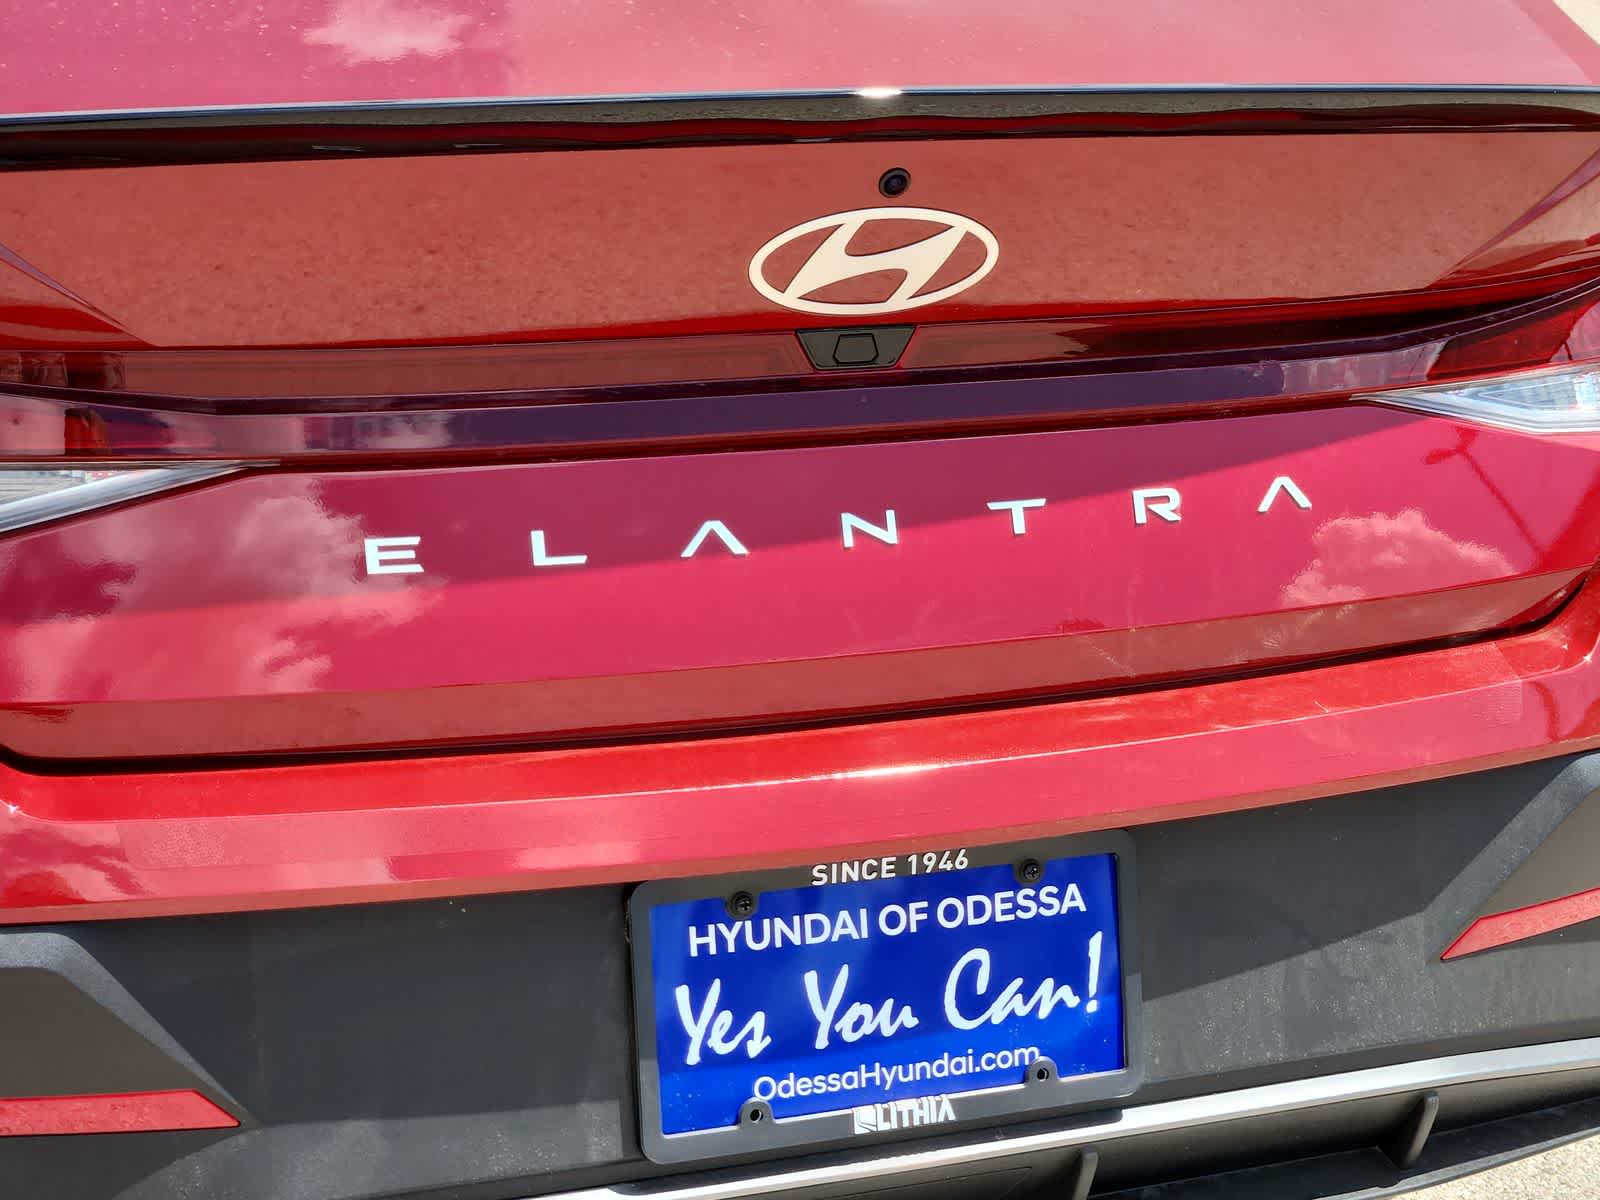 ELANTRA
SINCE 1946
HYUNDAI OF ODESSA
Yes You Can!
OdessaHyundai.com
LITHIA